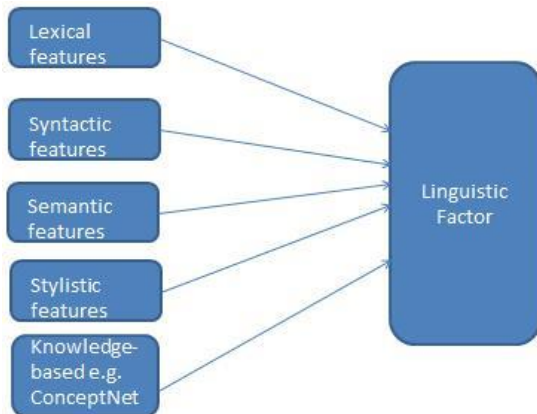 Lexical
features
Syntactic
features
Semantic
features
Stylistic
features
Knowledge-
based e.g.
ConceptNet
Linguistic
Factor